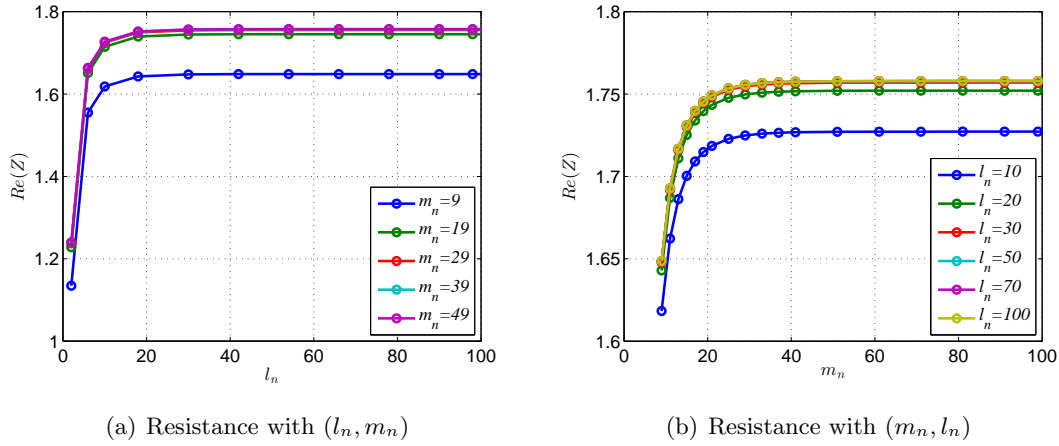 1.8
1.6
1.4
1.2
1
Re(Z)
0
20
40
60
80
100
l_n
m_n=9
m_n=19
m_n=29
m_n=39
m_n=49
(a) Resistance with (l_n, m_n)
1.8
1.75
1.7
1.65
1.6
Re(Z)
0
20
40
60
80
100
m_n
l_n=10
l_n=20
l_n=30
l_n=50
l_n=70
l_n=100
(b) Resistance with (m_n, l_n)